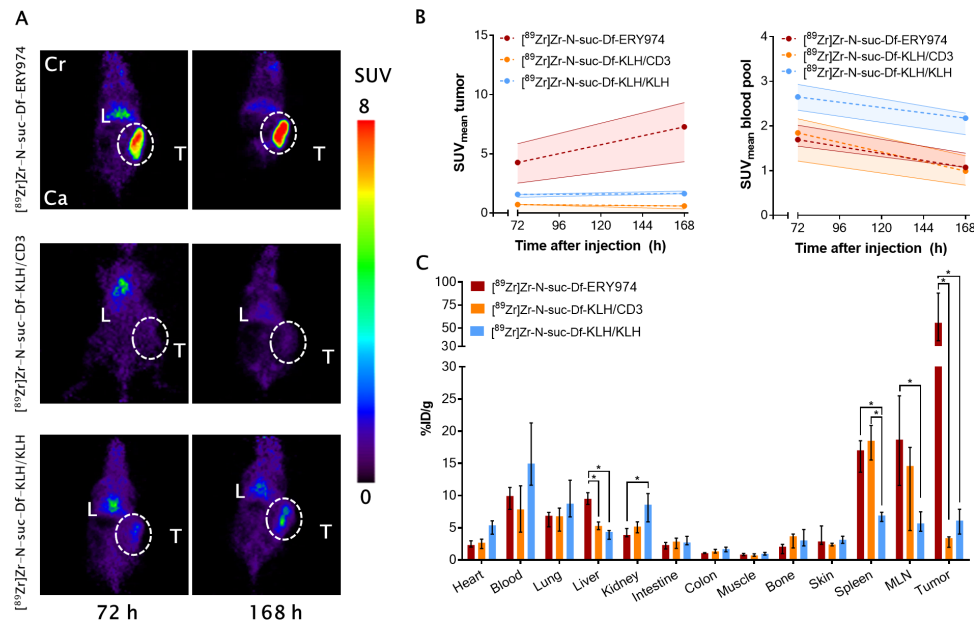 A
[⁸⁹Zr]Zr-N-suc-Df-ERY974
Cr
L
T
Ca
T
SUV
8
0
[⁸⁹Zr]Zr-N-suc-Df-KLH/CD3
L
T
L
T
[⁸⁹Zr]Zr-N-suc-Df-KLH/KLH
L
T
L
T
72 h
168 h
B
SUVmean tumor
15
10
5
0
[⁸⁹Zr]Zr-N-suc-Df-ERY974
[⁸⁹Zr]Zr-N-suc-Df-KLH/CD3
[⁸⁹Zr]Zr-N-suc-Df-KLH/KLH
72 96 120 144 168
Time after injection (h)
SUVmean blood pool
4
3
2
1
0
[⁸⁹Zr]Zr-N-suc-Df-ERY974
[⁸⁹Zr]Zr-N-suc-Df-KLH/CD3
[⁸⁹Zr]Zr-N-suc-Df-KLH/KLH
72 96 120 144 168
Time after injection (h)
C
%ID/g
100
75
50
30
30
25
20
15
10
5
0
[⁸⁹Zr]Zr-N-suc-Df-ERY974
[⁸⁹Zr]Zr-N-suc-Df-KLH/CD3
[⁸⁹Zr]Zr-N-suc-Df-KLH/KLH
* * * * * * * *
Heart Blood Lung Liver Kidney Intestine Colon Muscle Bone Skin Spleen MLN Tumor